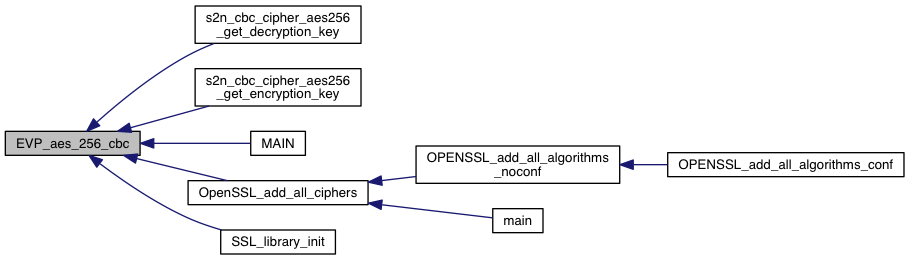 s2n_cbc_cipher_aes256
_get_decryption_key
s2n_cbc_cipher_aes256
_get_encryption_key
EVP_aes_256_cbc
MAIN
OPENSSL_add_all_algorithms
_noconf
OPENSSL_add_all_algorithms_conf
OpenSSL_add_all_ciphers
main
SSL_library_init